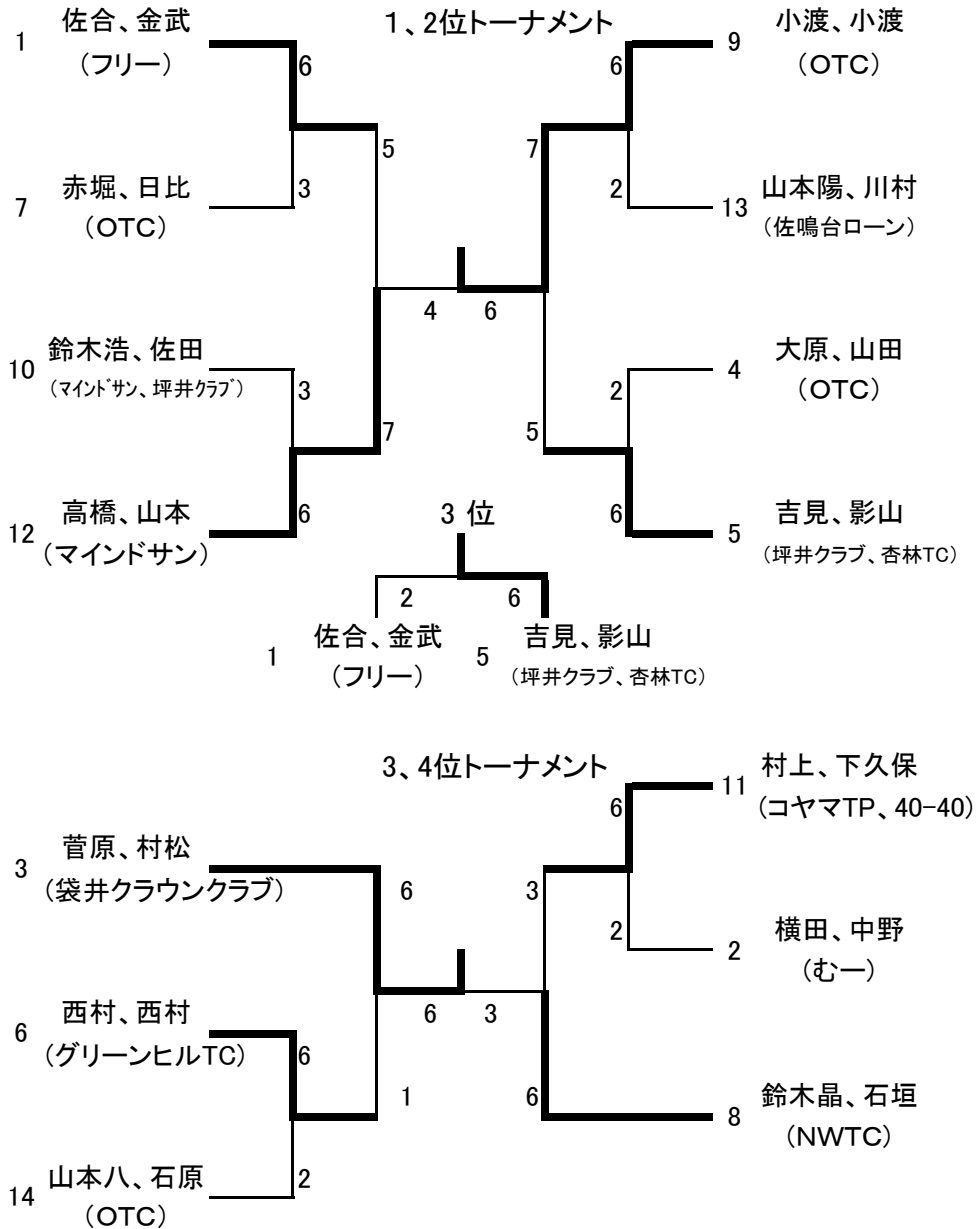 1、2位トーナメント
1 佐合、金武
(フリー)
6
5
7 赤堀、日比
(OTC)
3
10 鈴木浩、佐田
(マインドサン、坪井クラブ)
3
7
12 高橋、山本
(マインドサン)
6
4 6
小渡、小渡 9
(OTC)
6
7
山本陽、川村 13
(佐鳴台ローン)
2
大原、山田 4
(OTC)
2
5
吉見、影山 5
(坪井クラブ、杏林TC)
6
3 位
2 6
1 佐合、金武
(フリー)
5 吉見、影山
(坪井クラブ、杏林TC)
3、4位トーナメント
3 菅原、村松
(袋井クラウンクラブ)
6
6 西村、西村
(グリーンヒルTC)
6
1
14 山本八、石原
(OTC)
2
6 3
11 村上、下久保
(コヤマTP、40-40)
6
3
2 横田、中野
(むー)
2
8 鈴木晶、石垣
(NWTC)
6